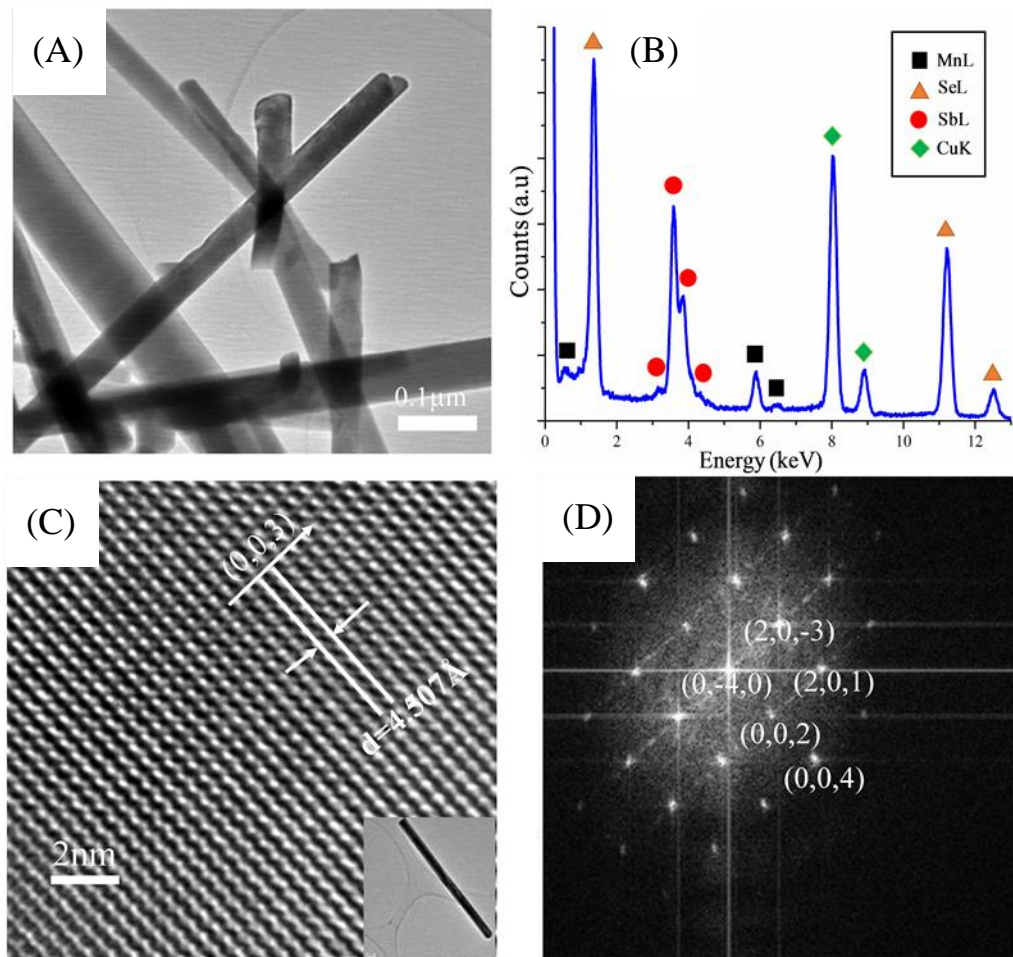 (A)
0.1μm
(B)
MnL
SeL
SbL
CuK
Counts (a.u)
0 2 4 6 8 10 12
Energy (keV)
(C)
(0,0,3)
d=4.507Å
2nm
(D)
(2,0,-3)
(0,-4,0) (2,0,1)
(0,0,2)
(0,0,4)